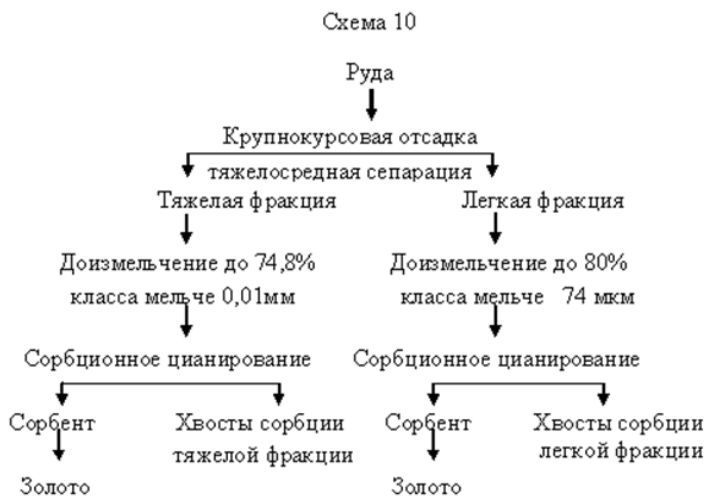 Схема 10
Руда
Крупнокурсовая отсадка
тяжелосредная сепарация
Тяжелая фракция
Легкая фракция
Доизмельчение до 74,8%
класса мельче 0,01мм
Доизмельчение до 80%
класса мельче 74 мкм
Сорбционное цианирование
Сорбционное цианирование
Сорбент
Хвосты сорбции
тяжелой фракции
Сорбент
Хвосты сорбции
легкой фракции
Золото
Золото